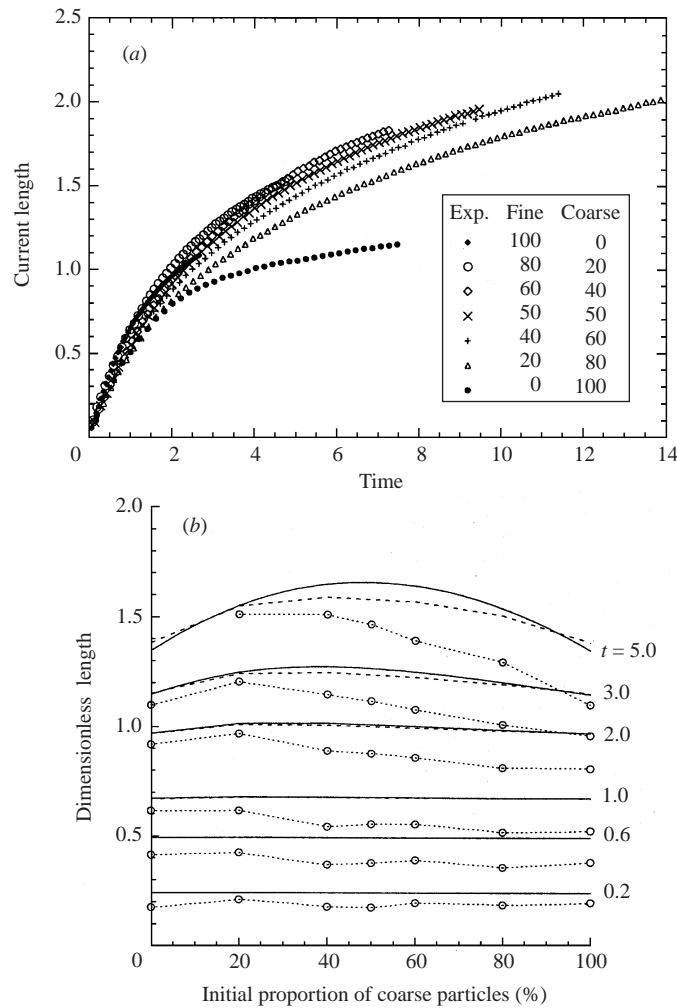 2.5
(a)
2.0
1.5
1.0
0.5
Current length
0 2 4 6 8 10 12 14
Time
Exp. Fine Coarse
100 0
80 20
60 40
50 50
40 60
20 80
0 100
2.0
(b)
1.5
1.0
0.5
Dimensionless length
t = 5.0
3.0
2.0
1.0
0.6
0.2
0 20 40 60 80 100
Initial proportion of coarse particles (%)